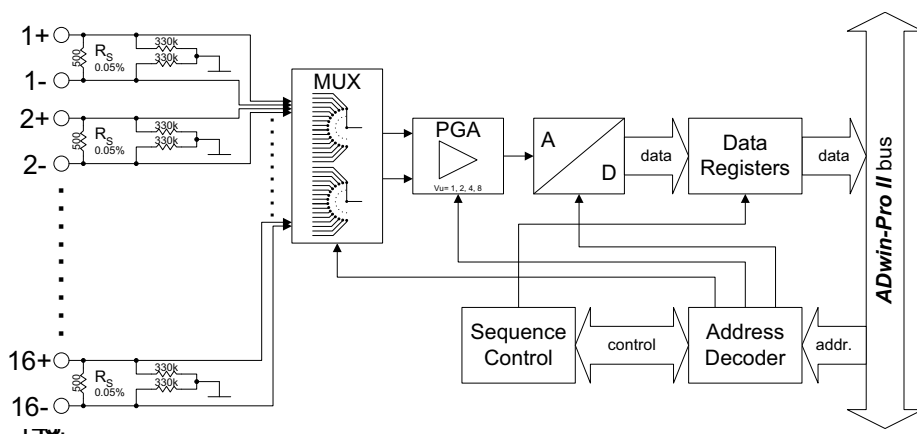 1+
500
RS
0.05%
330k
330k
1-
2+
500
RS
0.05%
330k
330k
2-
16+
500
RS
0.05%
330k
330k
16-
MUX
PGA
Vu= 1, 2, 4, 8
A
D
data
Data
Registers
data
Sequence
Control
control
Address
Decoder
addr.
ADwin-Pro II bus